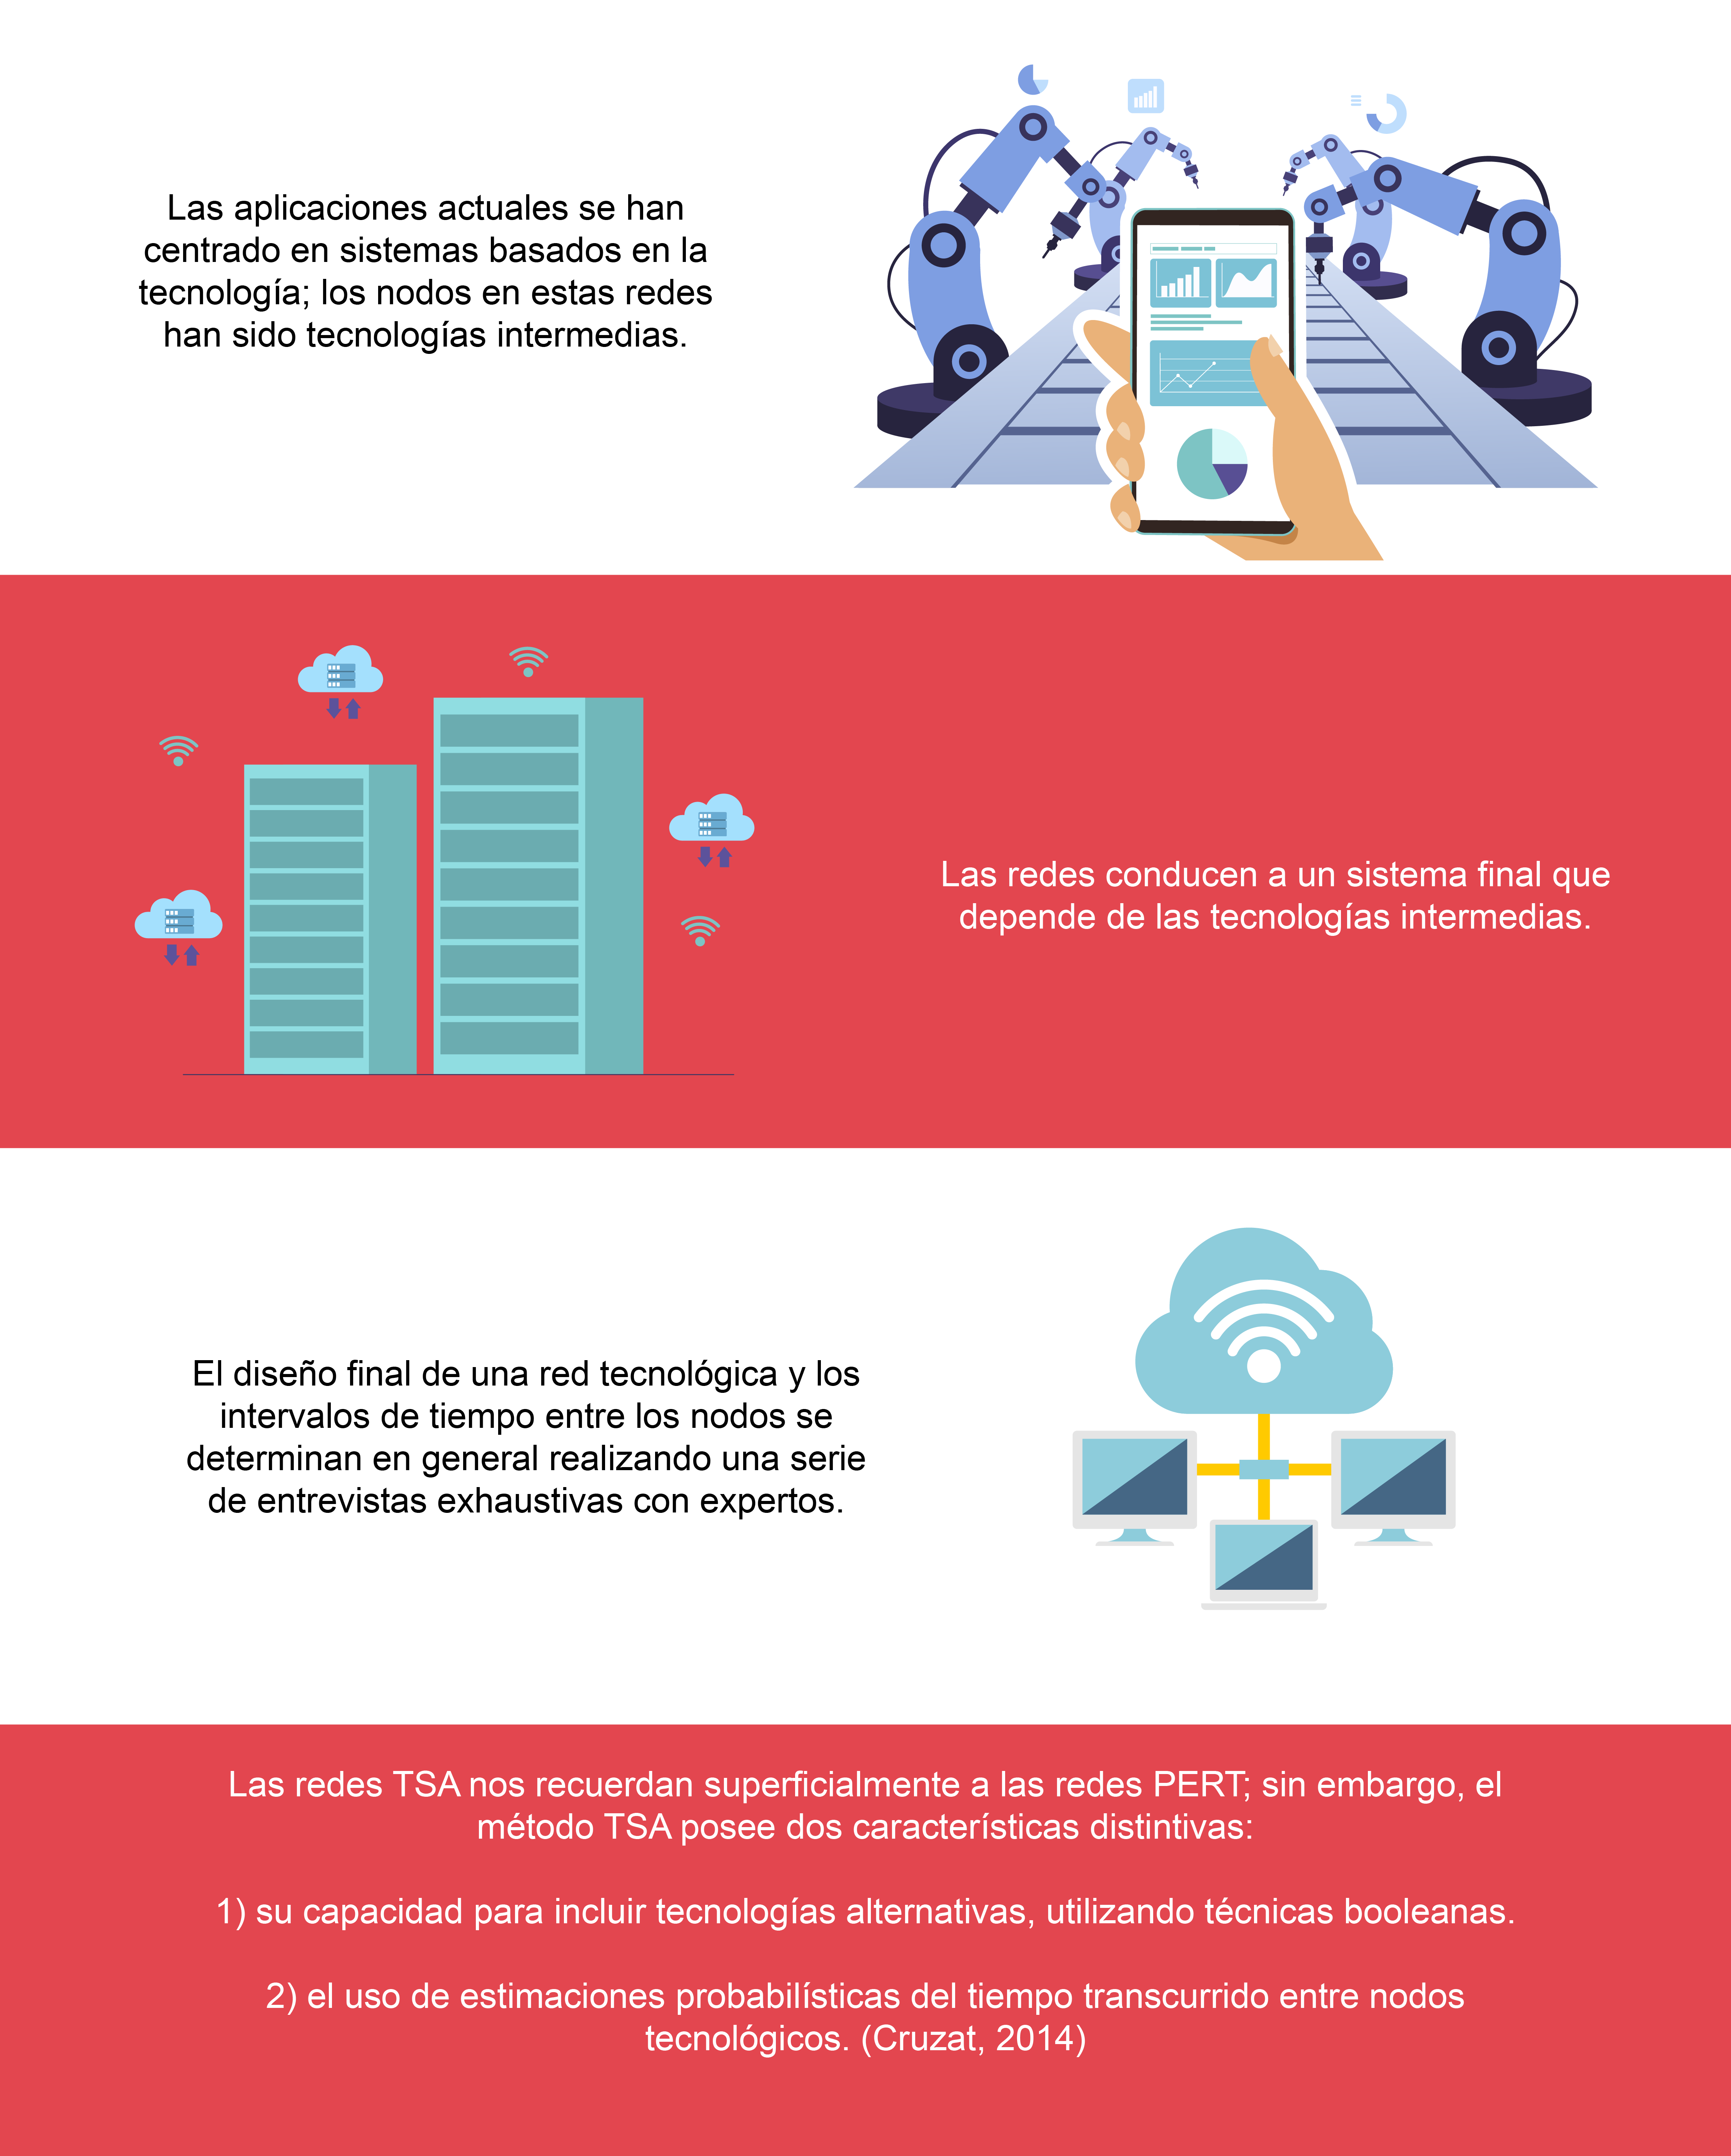 Las aplicaciones actuales se han
centrado en sistemas basados en la
tecnología; los nodos en estas redes
han sido tecnologías intermedias.
Las redes conducen a un sistema final que
depende de las tecnologías intermedias.
El diseño final de una red tecnológica y los
intervalos de tiempo entre los nodos se
determinan en general realizando una serie
de entrevistas exhaustivas con expertos.
Las redes TSA nos recuerdan superficialmente a las redes PERT; sin embargo, el
método TSA posee dos características distintivas:
1) su capacidad para incluir tecnologías alternativas, utilizando técnicas booleanas.
2) el uso de estimaciones probabilísticas del tiempo transcurrido entre nodos
tecnológicos. (Cruzat, 2014)